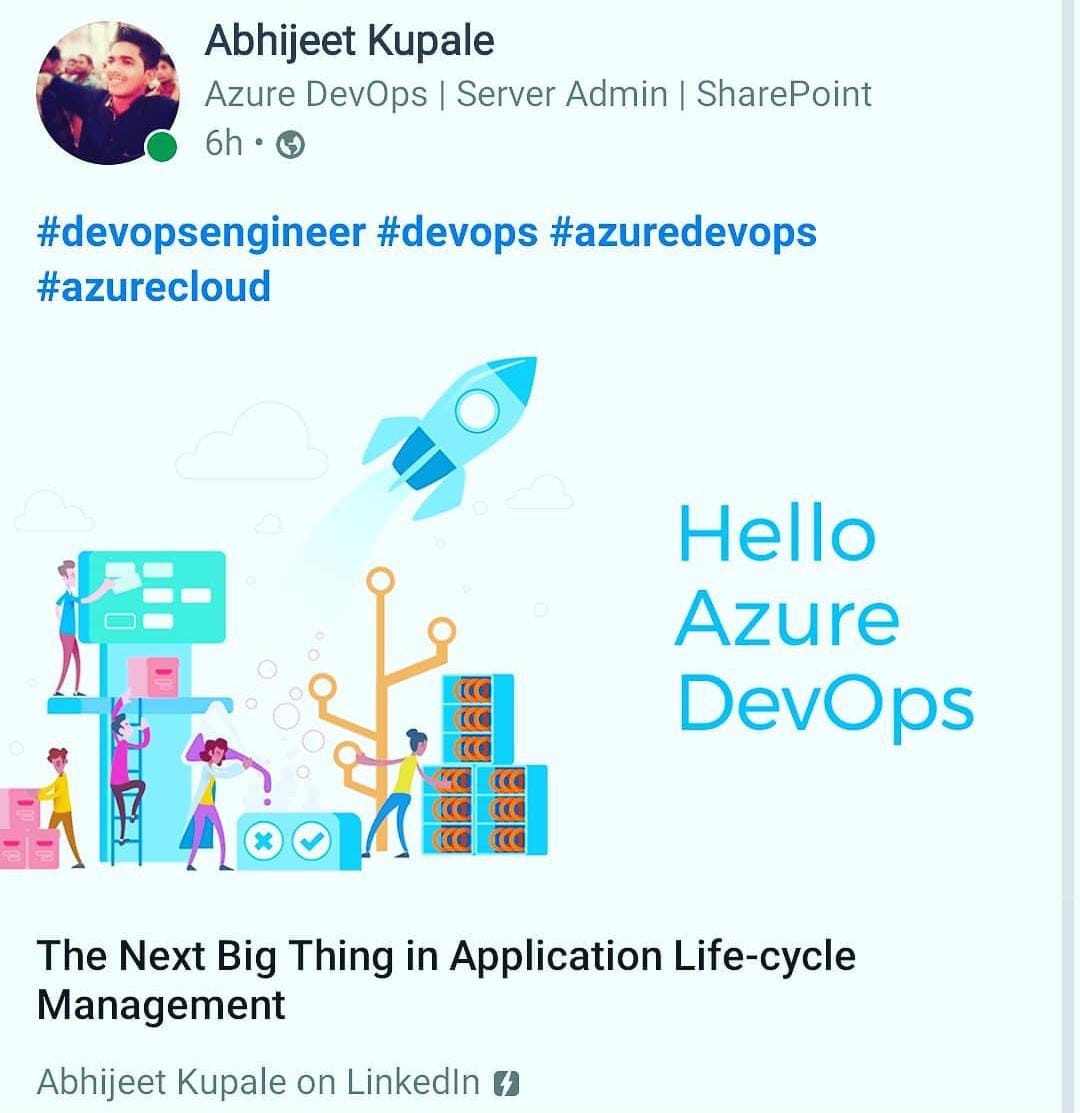 Abhijeet Kupale
Azure DevOps | Server Admin | SharePoint
6h •
#devopsengineer #devops #azuredevops
#azurecloud
Hello
Azure
DevOps
The Next Big Thing in Application Life-cycle
Management
Abhijeet Kupale on LinkedIn